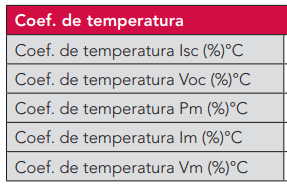 Coef. de temperatura
Coef. de temperatura Isc (%)°C
Coef. de temperatura Voc (%)°C
Coef. de temperatura Pm (%)°C
Coef. de temperatura Im (%)°C
Coef. de temperatura Vm (%)°C